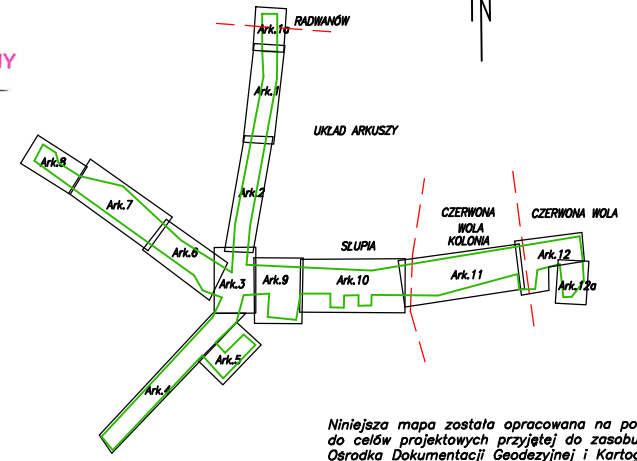 RADWANÓW
Ark.1a
NY
N
Ark.1
UKŁAD ARKUSZY
Ark.8
Ark.2
Ark.7
CZERWONA
WOLA
KOLONIA
CZERWONA WOLA
SŁUPIA
Ark.6
Ark.3
Ark.9
Ark.10
Ark.11
Ark.12
Ark.12a
Ark.5
Ark.4
Niniejsza mapa została opracowana na po
do celów projektowych przyjętej do zasobu
Ośrodka Dokumentacji Geodezyjnej i Kartog